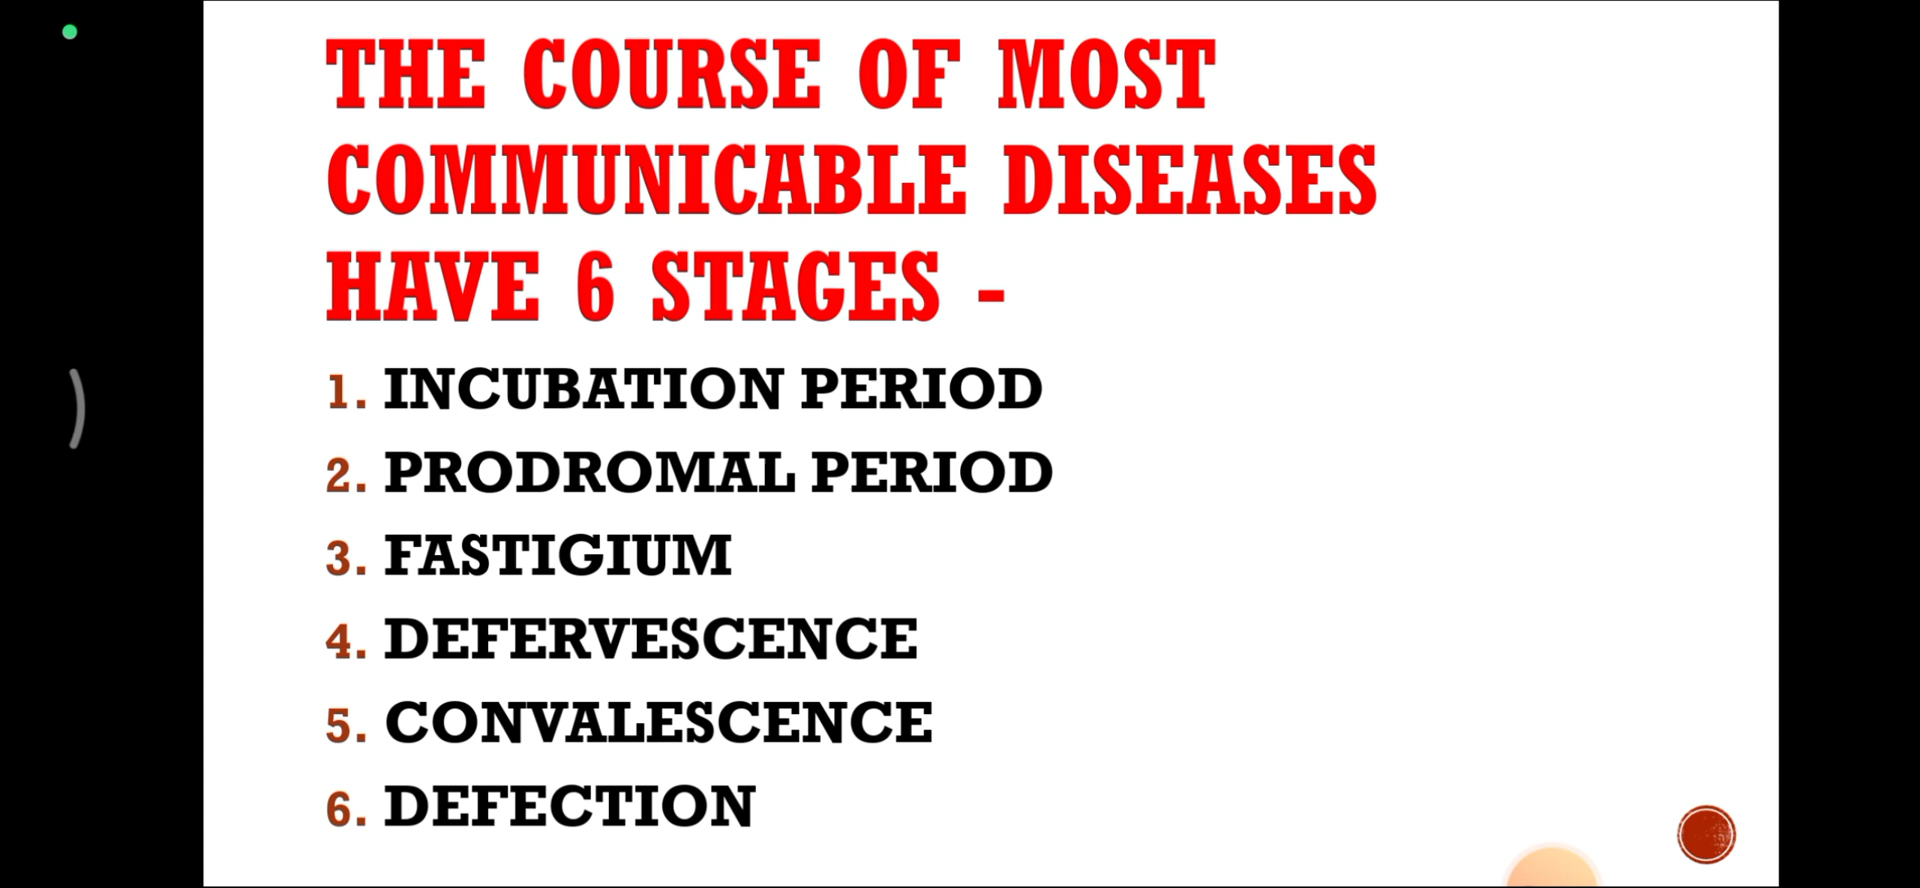 THE COURSE OF MOST
COMMUNICABLE DISEASES
HAVE 6 STAGES -
1. INCUBATION PERIOD
2. PRODROMAL PERIOD
3. FASTIGIUM
4. DEFERVESCENCE
5. CONVALESCENCE
6. DEFECTION